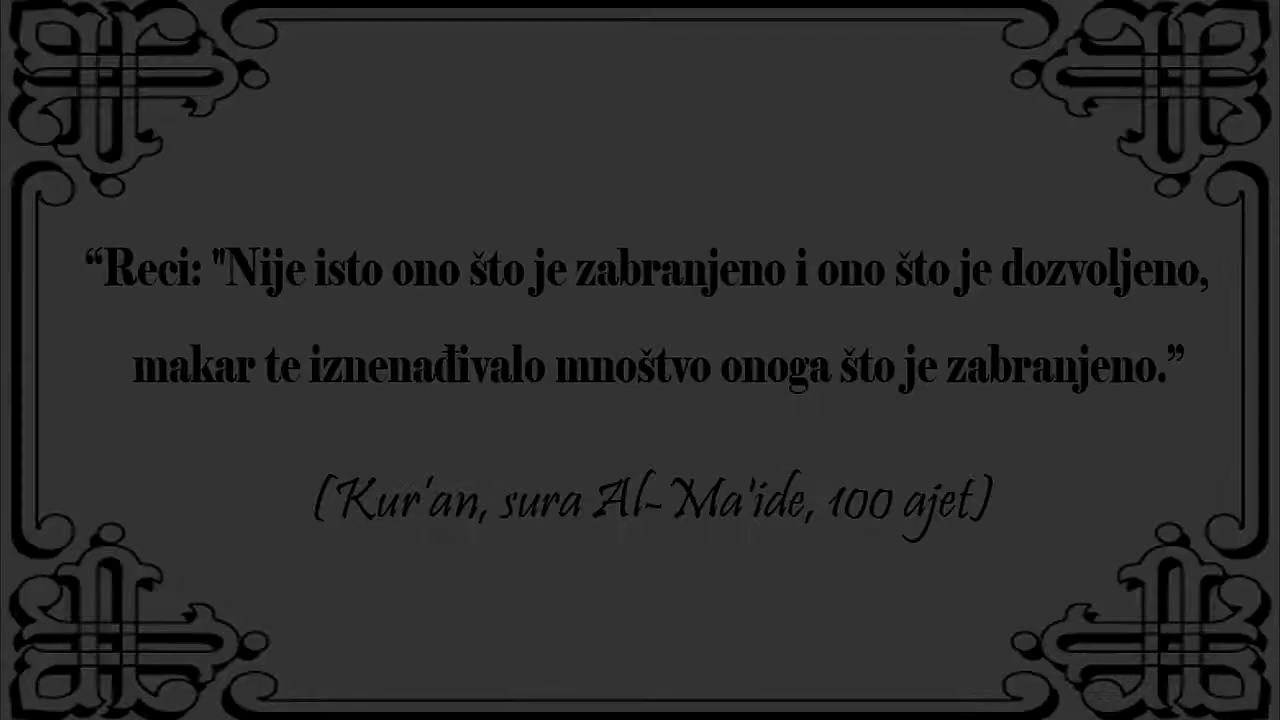 “Reci: "Nije isto ono što je zabranjeno i ono što je dozvoljeno,
makar te iznenađivalo mnoštvo onoga što je zabranjeno.”
(Kur'an, sura Al-Ma'ide, 100 ajet)